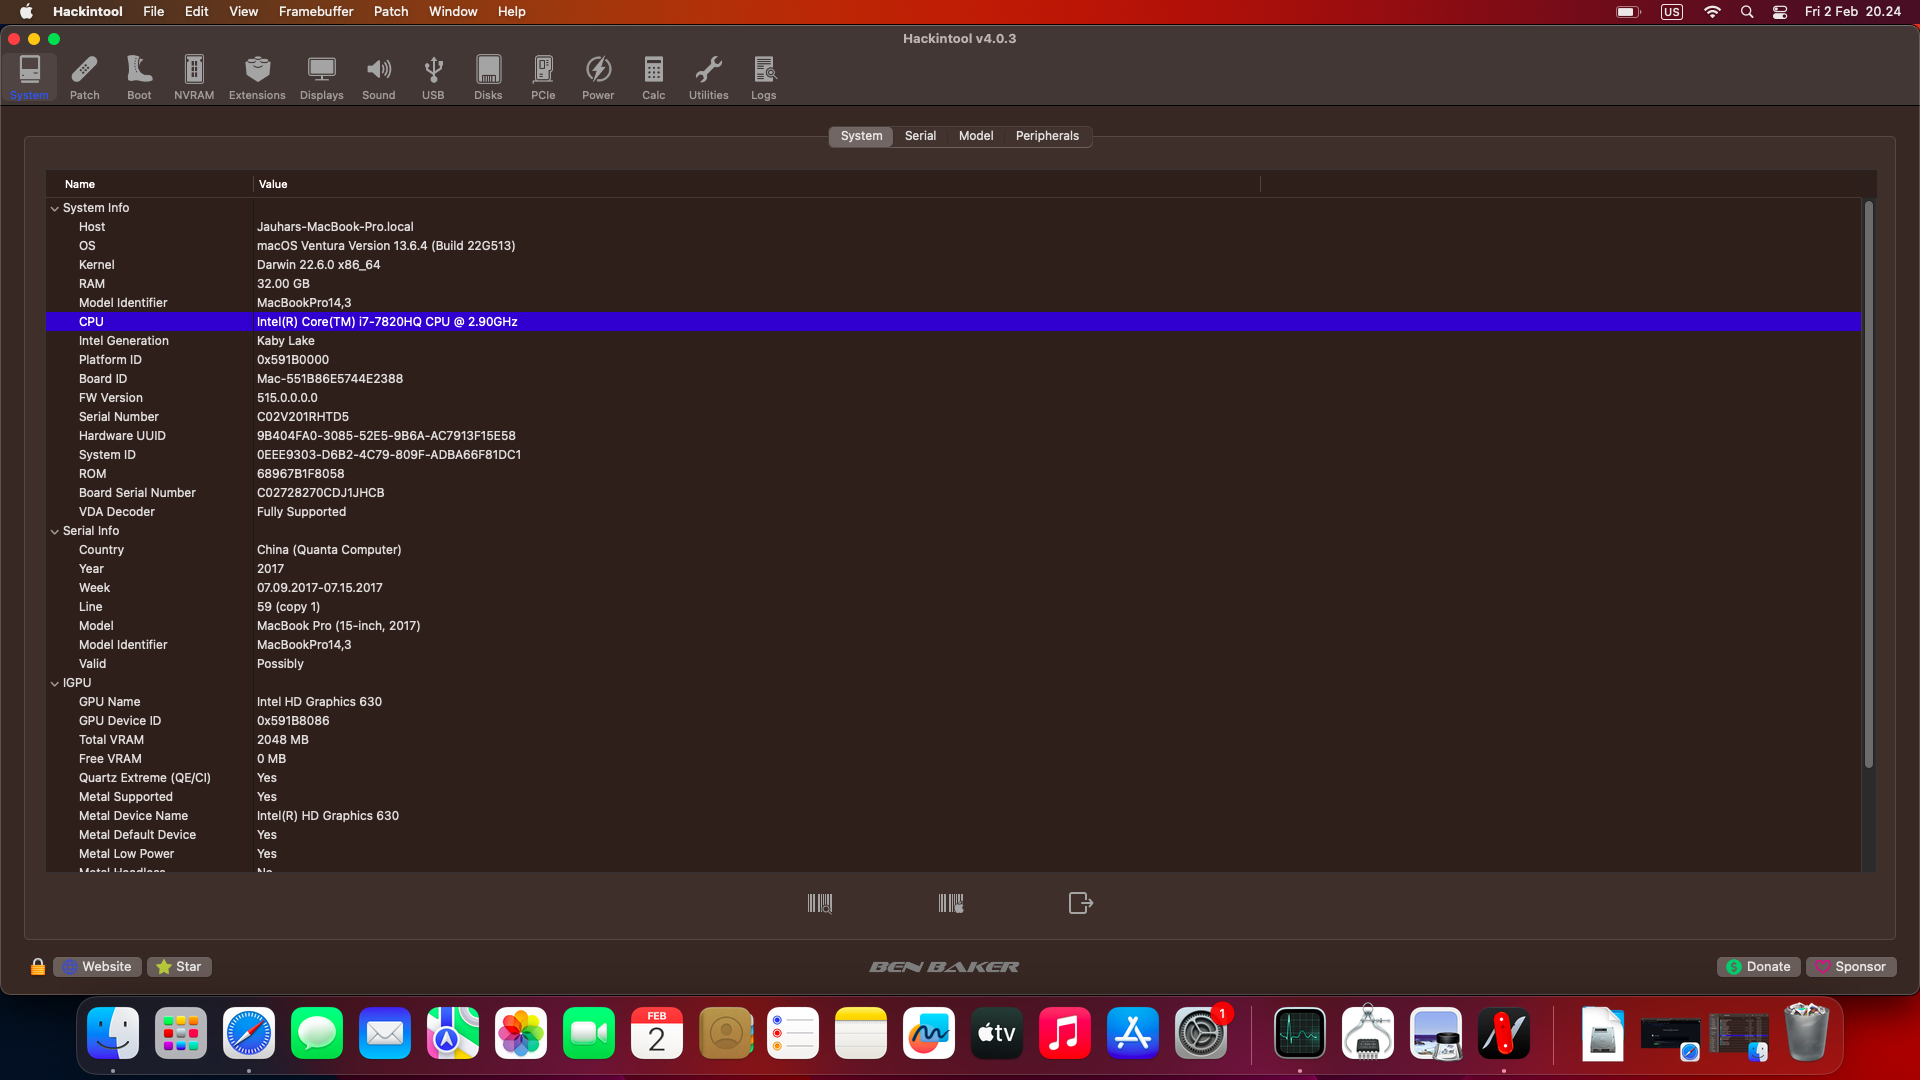 Hackintool File Edit View Framebuffer Patch Window Help US Fri 2 Feb 20.24
Hackintool v4.0.3
System Patch Boot NVRAM Extensions Displays Sound USB Disks PCIe Power Calc Utilities Logs
System Serial Model Peripherals
Name Value
System Info
Host Jauhars-MacBook-Pro.local
OS macOS Ventura Version 13.6.4 (Build 22G513)
Kernel Darwin 22.6.0 x86_64
RAM 32.00 GB
Model Identifier MacBookPro14,3
CPU Intel(R) Core(TM) i7-7820HQ CPU @ 2.90GHz
Intel Generation Kaby Lake
Platform ID 0x591B0000
Board ID Mac-551B86E5744E2388
FW Version 515.0.0.0.0
Serial Number C02V201RHTD5
Hardware UUID 9B404FA0-3085-52E5-9B6A-AC7913F15E58
System ID 0EEE9303-D6B2-4C79-809F-ADBA66F81DC1
ROM 68967B1F8058
Board Serial Number C02728270CDJ1JHCB
VDA Decoder Fully Supported
Serial Info
Country China (Quanta Computer)
Year 2017
Week 07.09.2017-07.15.2017
Line 59 (copy 1)
Model MacBook Pro (15-inch, 2017)
Model Identifier MacBookPro14,3
Valid Possibly
IGPU
GPU Name Intel HD Graphics 630
GPU Device ID 0x591B8086
Total VRAM 2048 MB
Free VRAM 0 MB
Quartz Extreme (QE/CI) Yes
Metal Supported Yes
Metal Device Name Intel(R) HD Graphics 630
Metal Default Device Yes
Metal Low Power Yes
Metal Headless No
Website Star BEN BAKER Donate Sponsor
FEB
2
tv
1